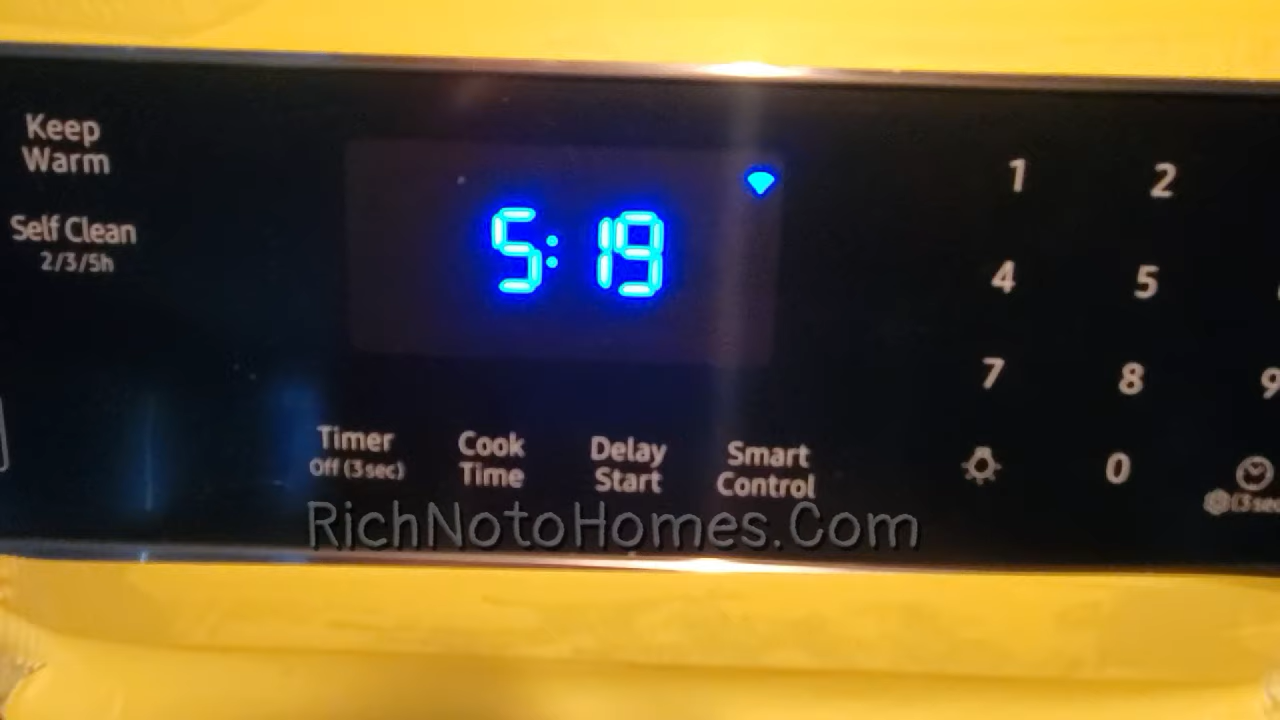 Keep
Warm
Self Clean
2/3/5h
5:19
Timer
Off (3 sec)
Cook
Time
Delay
Start
Smart
Control
1 2
4 5
7 8 9
0
(3 sec
RichNotoHomes.Com